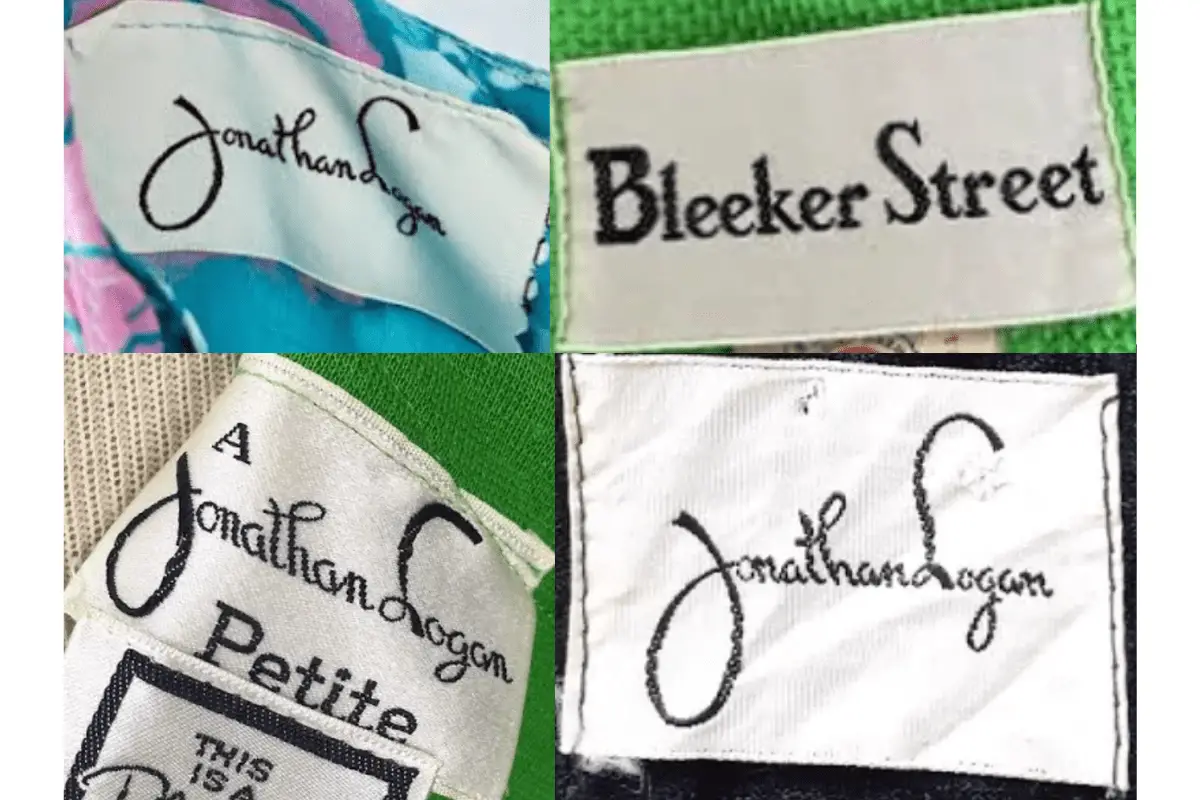 Jonathan Logan
Bleeker Street
A
Jonathan Logan
Petite
THIS
IS A
Jonathan Logan